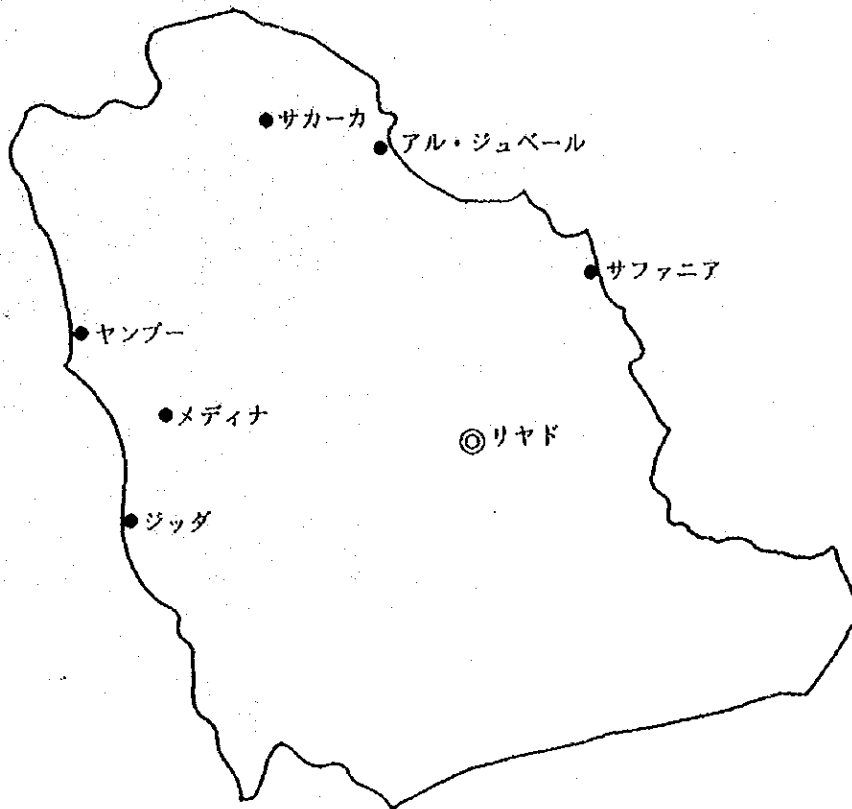 サカーカ
アル・ジュベール
サファニア
ヤンブー
メディナ
リヤド
ジッダ